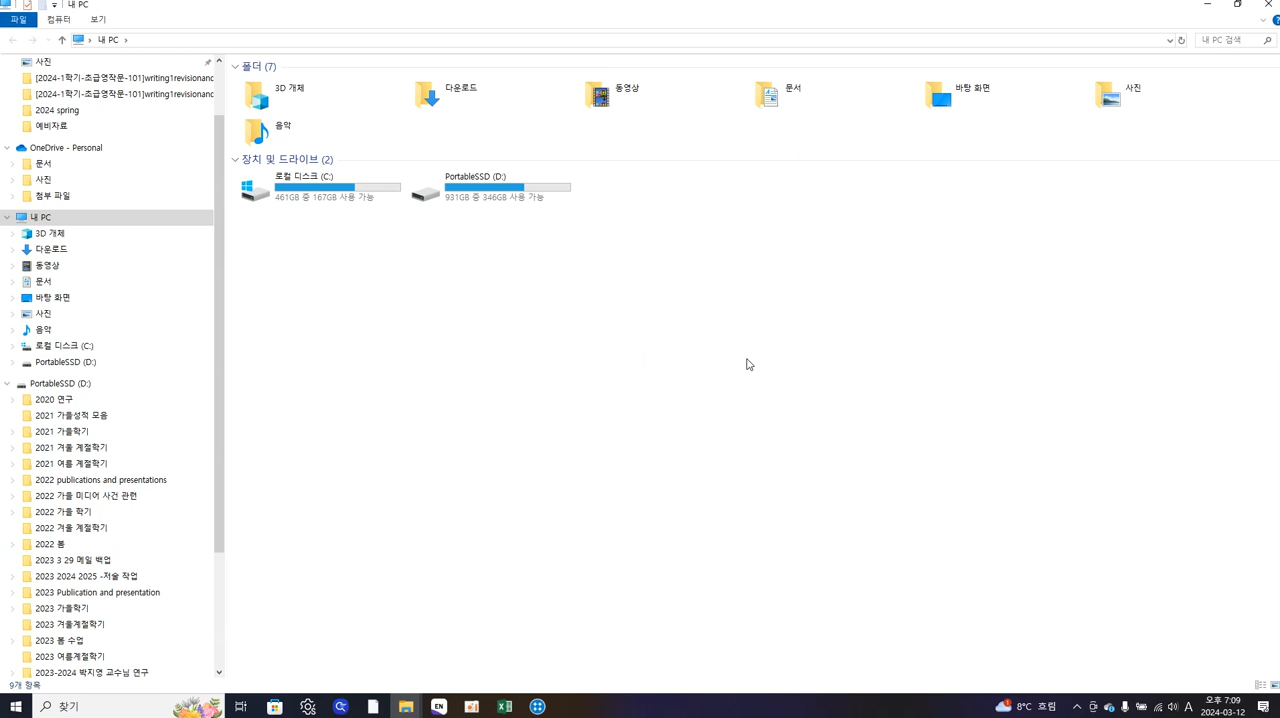 내 PC
파일 컴퓨터 보기
내 PC
내 PC 검색
사진
[2024-1학기-초급영작문-101]writing1revisionanc
[2024-1학기-초급영작문-101]writing1revisionanc
2024 spring
예비자료
OneDrive - Personal
문서
사진
첨부 파일
내 PC
3D 개체
다운로드
동영상
문서
바탕 화면
사진
음악
로컬 디스크 (C:)
PortableSSD (D:)
PortableSSD (D:)
2020 연구
2021 가을성적 모음
2021 가을학기
2021 겨울 계절학기
2021 여름 계절학기
2022 publications and presentations
2022 가을 미디어 사건 관련
2022 가을 학기
2022 겨울 계절학기
2022 봄
2023 3 29 메일 백업
2023 2024 2025 -저술 작업
2023 Publication and presentation
2023 가을학기
2023 겨울계절학기
2023 봄 수업
2023 여름계절학기
2023-2024 박지영 교수님 연구
폴더 (7)
3D 개체 다운로드 동영상 문서 바탕 화면 사진
음악
장치 및 드라이브 (2)
로컬 디스크 (C:)
461GB 중 167GB 사용 가능
PortableSSD (D:)
931GB 중 346GB 사용 가능
9개 항목
찾기
EN
8°C 흐림
A
오후 7:09
2024-03-12